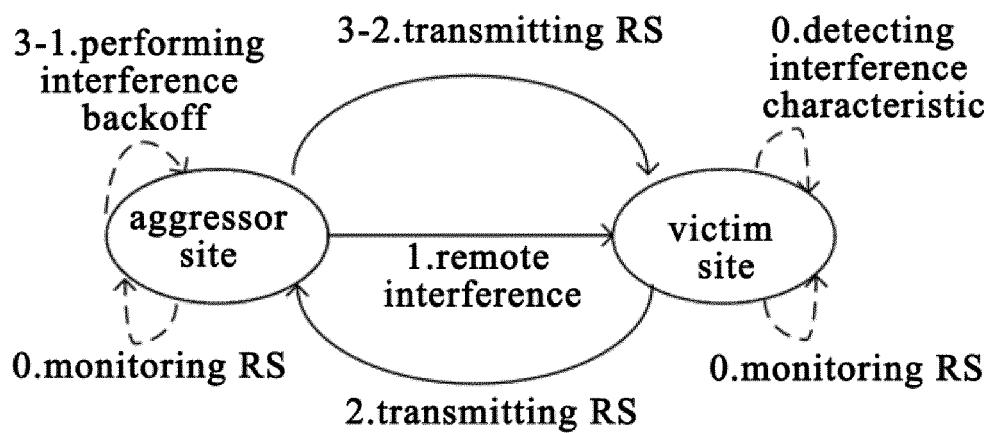 3-1.performing
interference
backoff
3-2.transmitting RS
0.detecting
interference
characteristic
aggressor
site
1.remote
interference
victim
site
0.monitoring RS
2.transmitting RS
0.monitoring RS